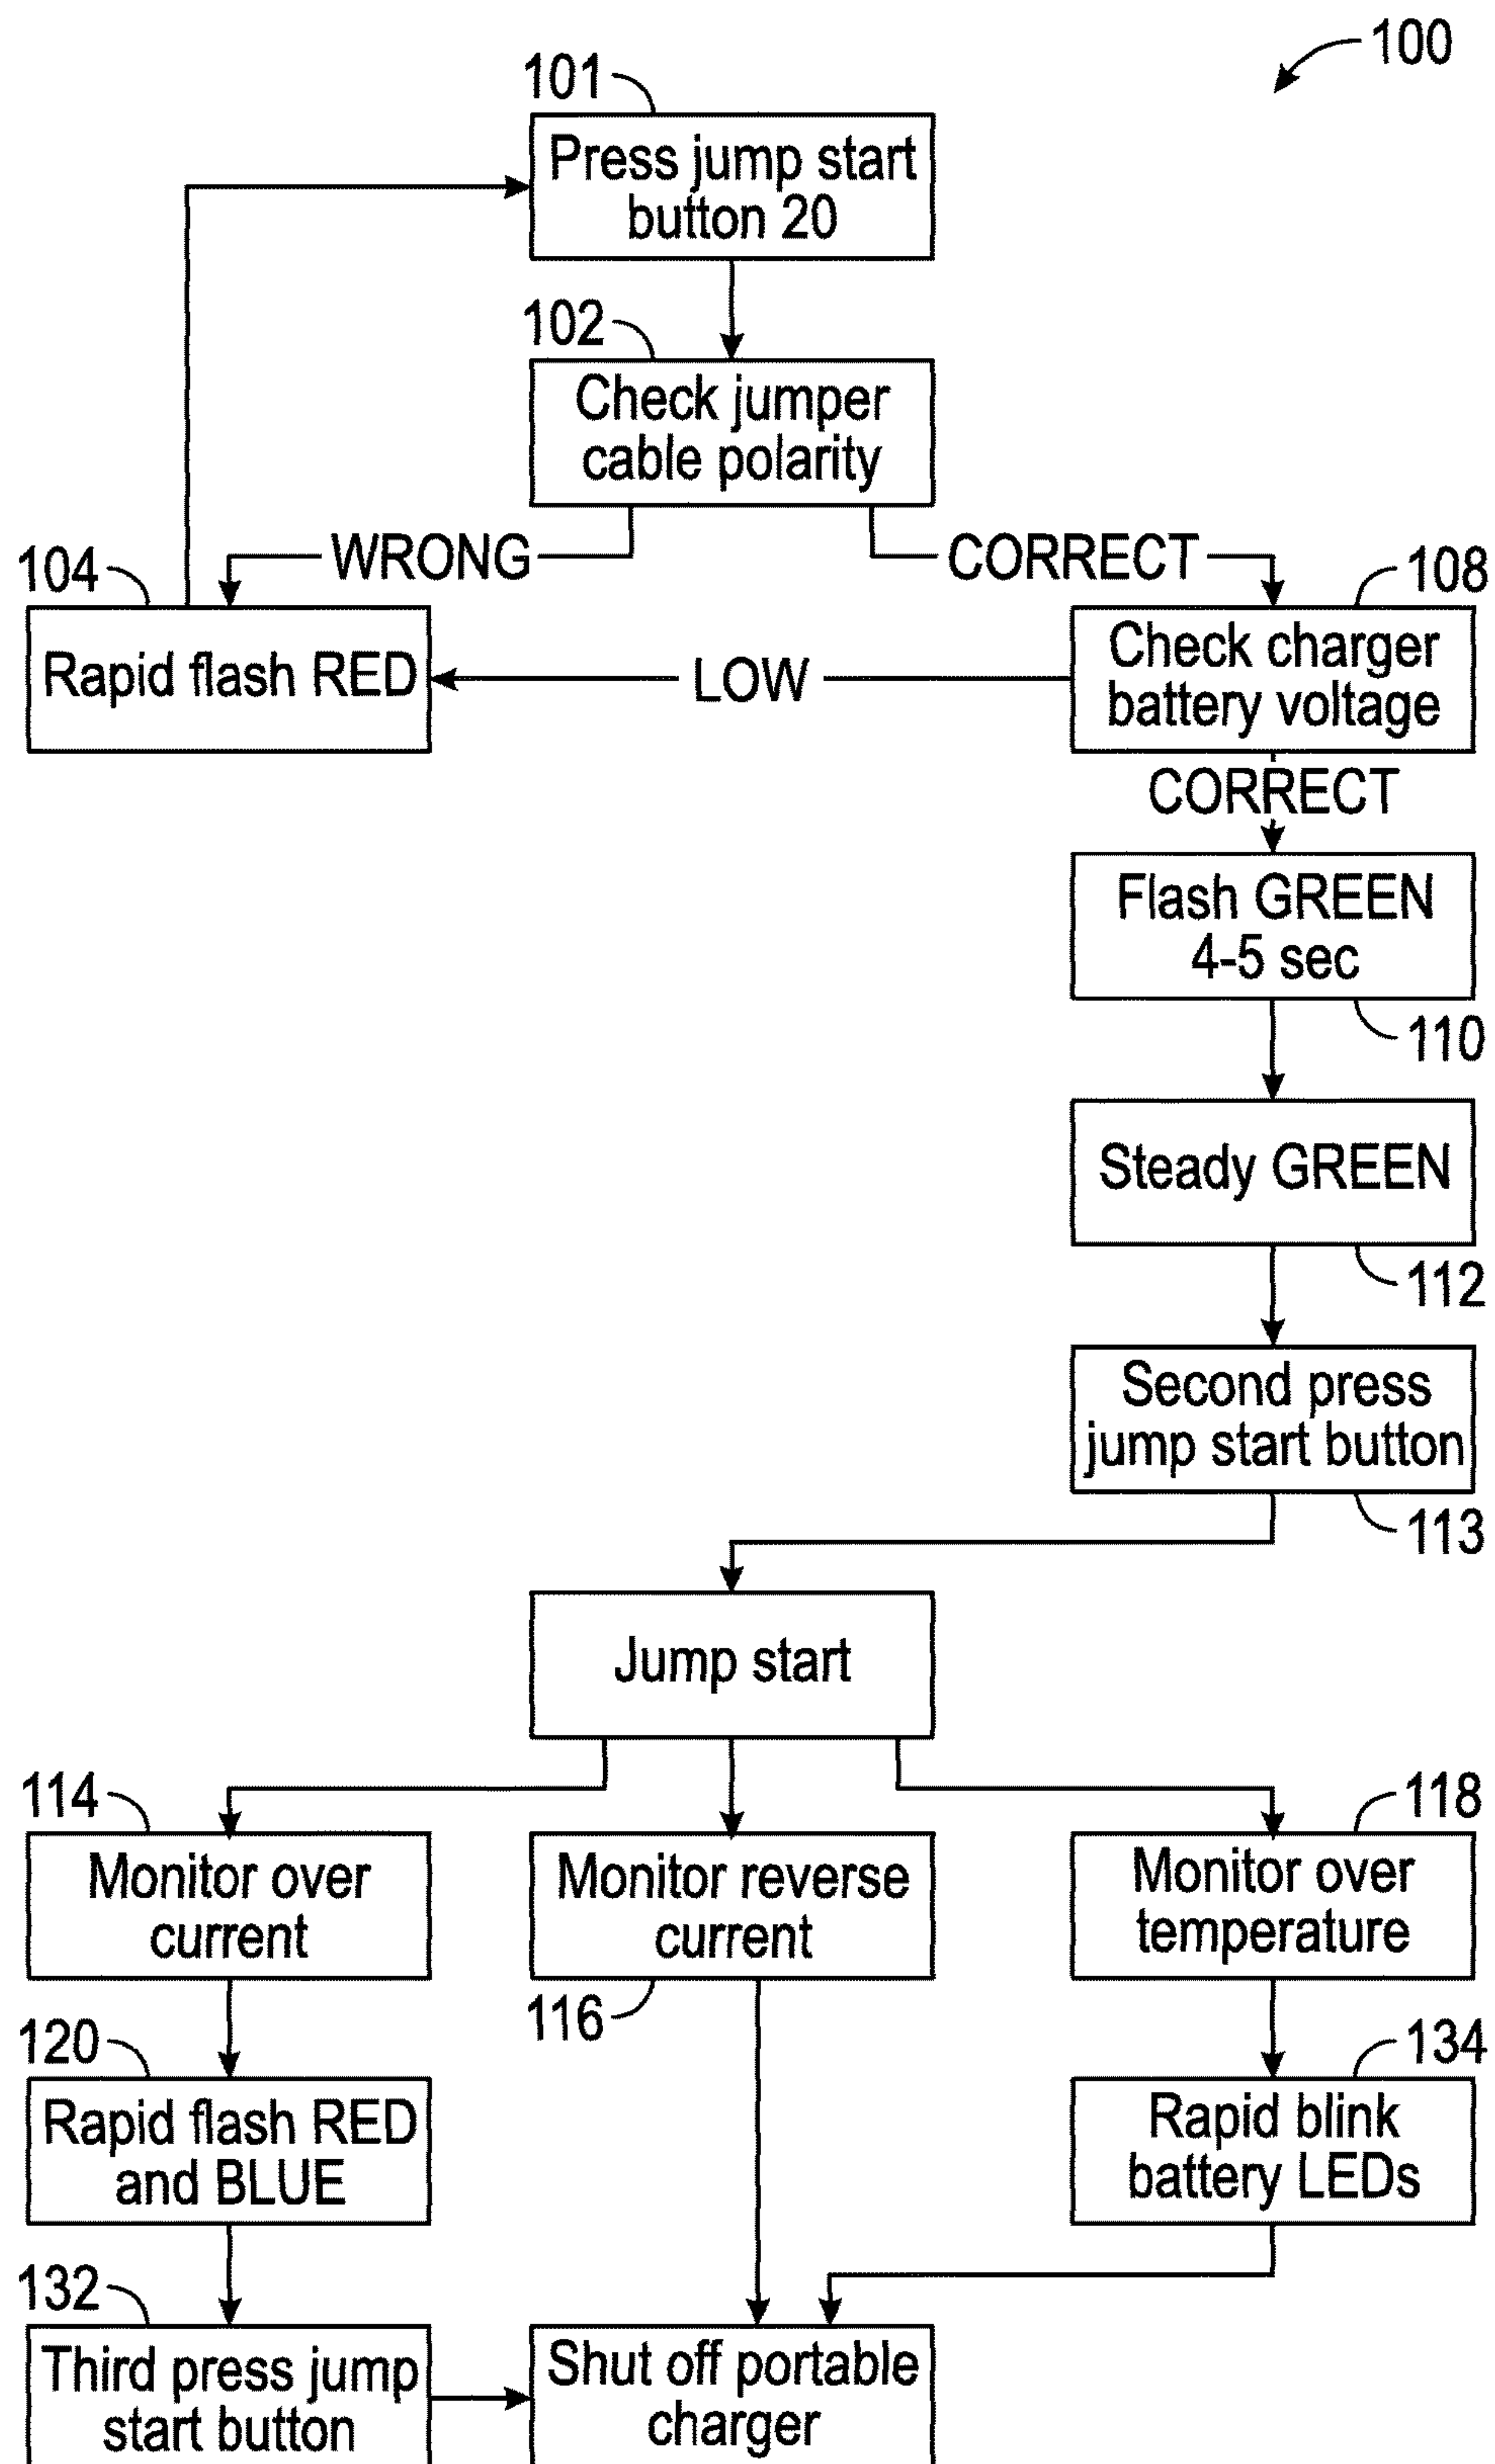 100
101
Press jump start
button 20
102
Check jumper
cable polarity
WRONG
CORRECT
104
Rapid flash RED
LOW
108
Check charger
battery voltage
CORRECT
Flash GREEN
4-5 sec
110
Steady GREEN
112
Second press
jump start button
113
Jump start
114
Monitor over
current
Monitor reverse
current
116
118
Monitor over
temperature
120
Rapid flash RED
and BLUE
134
Rapid blink
battery LEDs
132
Third press jump
start button
Shut off portable
charger